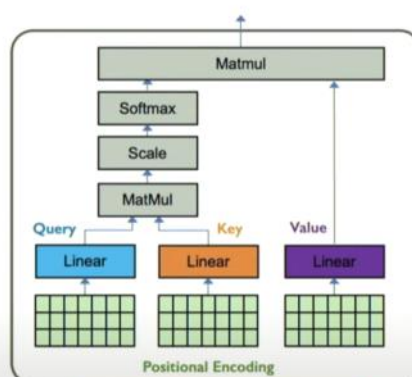 Matmul
Softmax
Scale
MatMul
Query
Key
Value
Linear
Linear
Linear
Positional Encoding